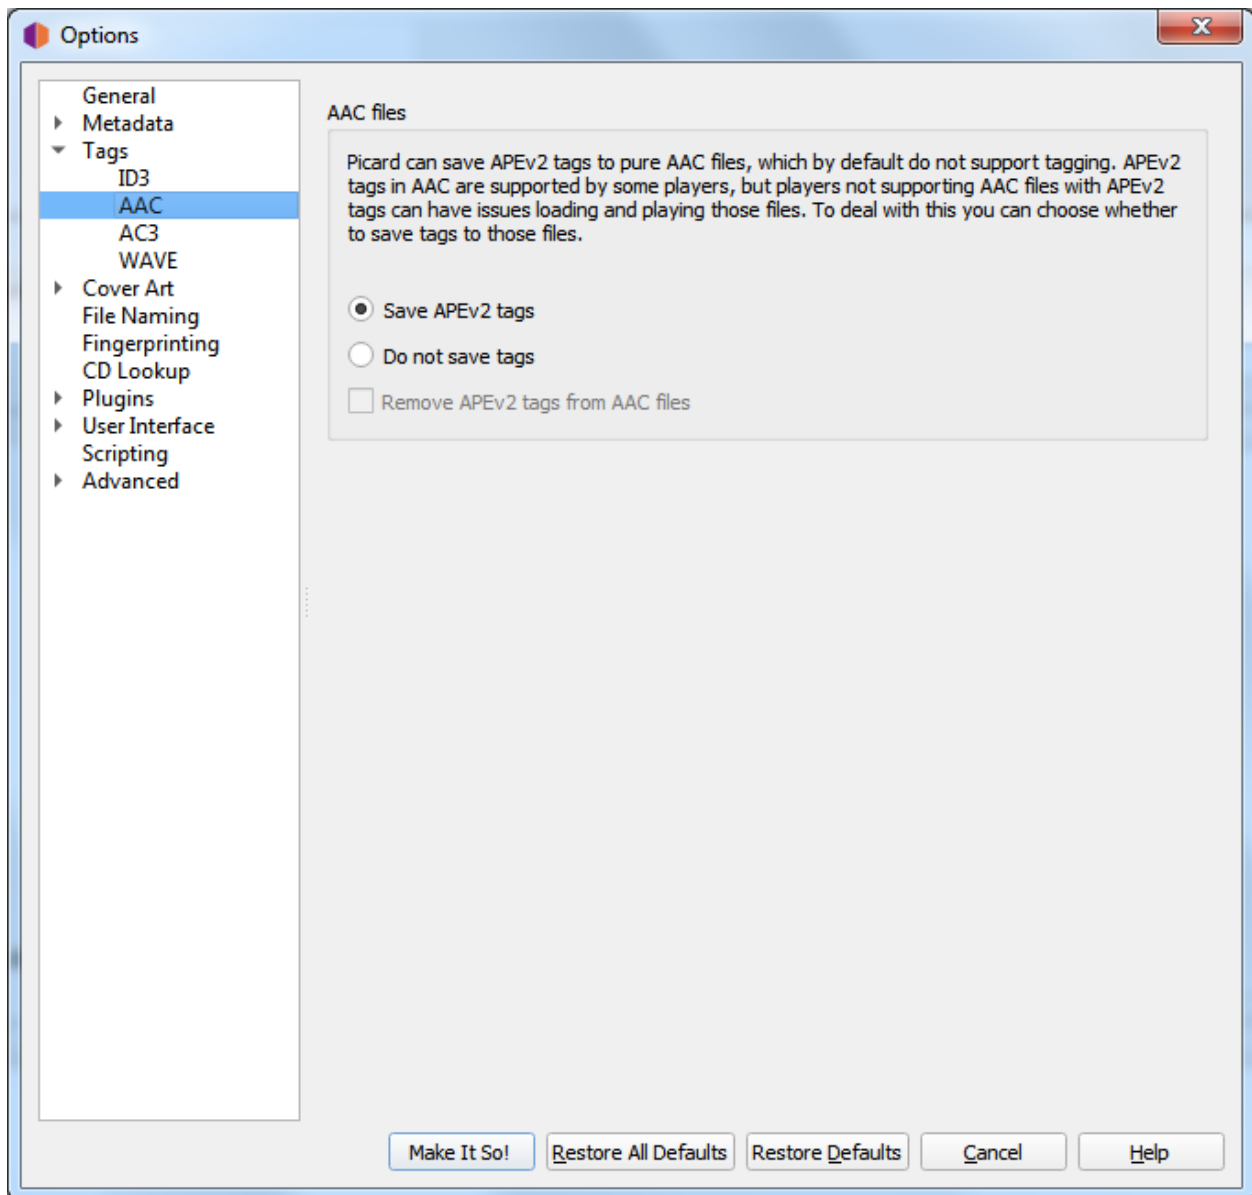 Options
General
Metadata
Tags
ID3
AAC
AC3
WAVE
Cover Art
File Naming
Fingerprinting
CD Lookup
Plugins
User Interface
Scripting
Advanced
AAC files
Picard can save APEv2 tags to pure AAC files, which by default do not support tagging. APEv2
tags in AAC are supported by some players, but players not supporting AAC files with APEv2
tags can have issues loading and playing those files. To deal with this you can choose whether
to save tags to those files.
Save APEv2 tags
Do not save tags
Remove APEv2 tags from AAC files
Make It So!
Restore All Defaults
Restore Defaults
Cancel
Help